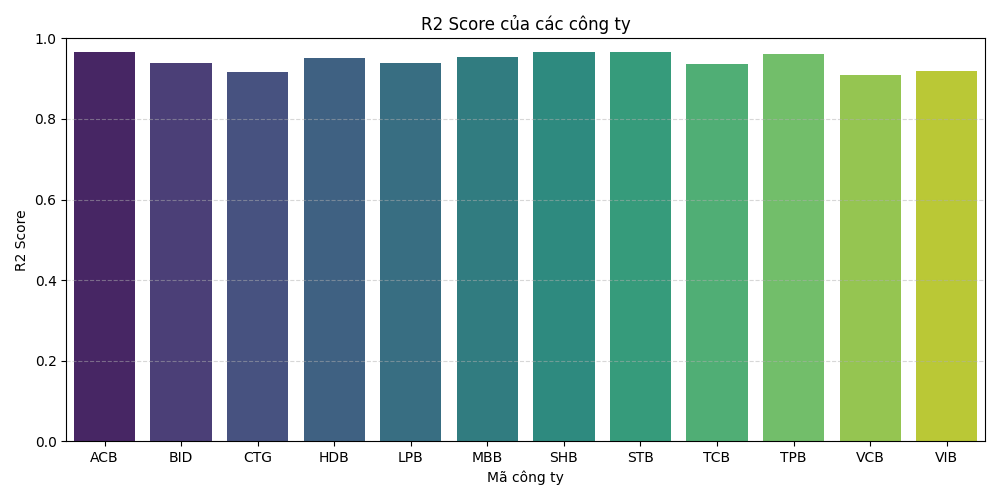 R2 Score của các công ty
R2 Score
1.0
0.8
0.6
0.4
0.2
0.0
ACB BID CTG HDB LPB MBB SHB STB TCB TPB VCB VIB
Mã công ty